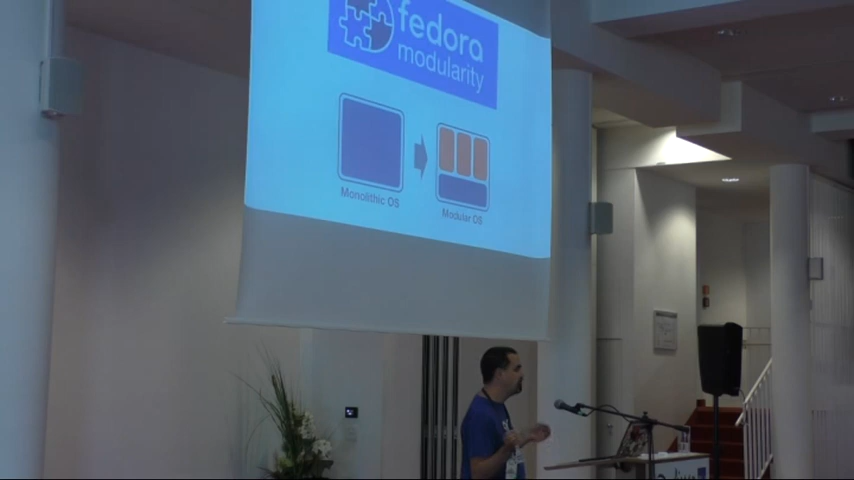 fedora
modularity
Monolithic OS
Modular OS